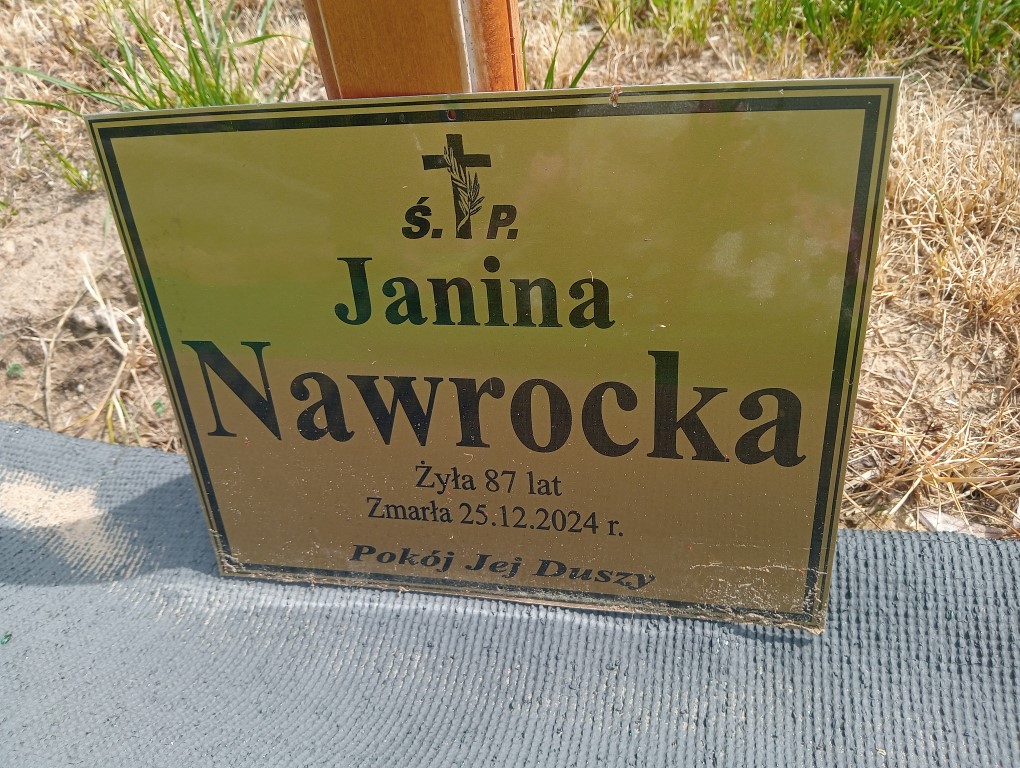 Ś. P.
Janina
Nawrocka
Żyła 87 lat
Zmarła 25.12.2024 r.
Pokój Jej Duszy